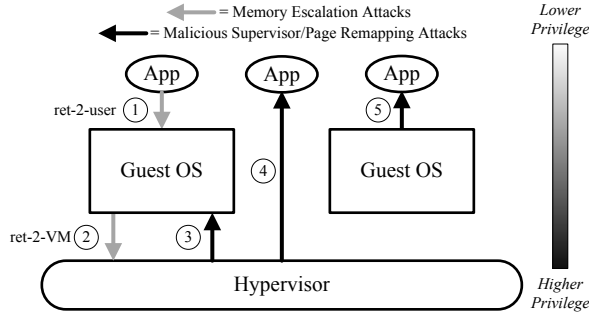 = Memory Escalation Attacks
= Malicious Supervisor/Page Remapping Attacks
Lower
Privilege
App
App
App
ret-2-user
1
5
Guest OS
4
Guest OS
ret-2-VM
2
3
Hypervisor
Higher
Privilege